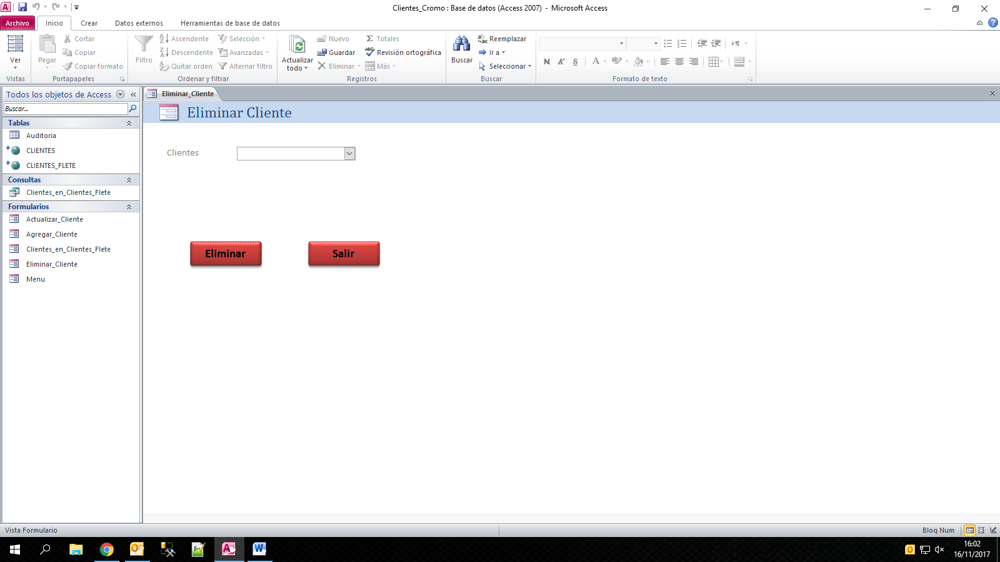 Clientes_Cromo : Base de datos (Access 2007)  -  Microsoft Access
Archivo Inicio Crear Datos externos Herramientas de base de datos
Ver
Vistas
Pegar
Cortar
Copiar
Copiar formato
Portapapeles
Filtro
Ascendente
Descendente
Quitar orden
Selección
Avanzadas
Alternar filtro
Ordenar y filtrar
Actualizar
todo
Nuevo
Guardar
Eliminar
Totales
Revisión ortográfica
Más
Registros
Buscar
Reemplazar
Ir a
Seleccionar
Buscar
N K S A ab
Formato de texto
Todos los objetos de Access
Buscar...
Tablas
Auditoria
CLIENTES
CLIENTES_FLETE
Consultas
Clientes_en_Clientes_Flete
Formularios
Actualizar_Cliente
Agregar_Cliente
Clientes_en_Clientes_Flete
Eliminar_Cliente
Menu
Eliminar_Cliente
Eliminar Cliente
Clientes
Eliminar Salir
Vista Formulario
Bloq Num
16:02
16/11/2017